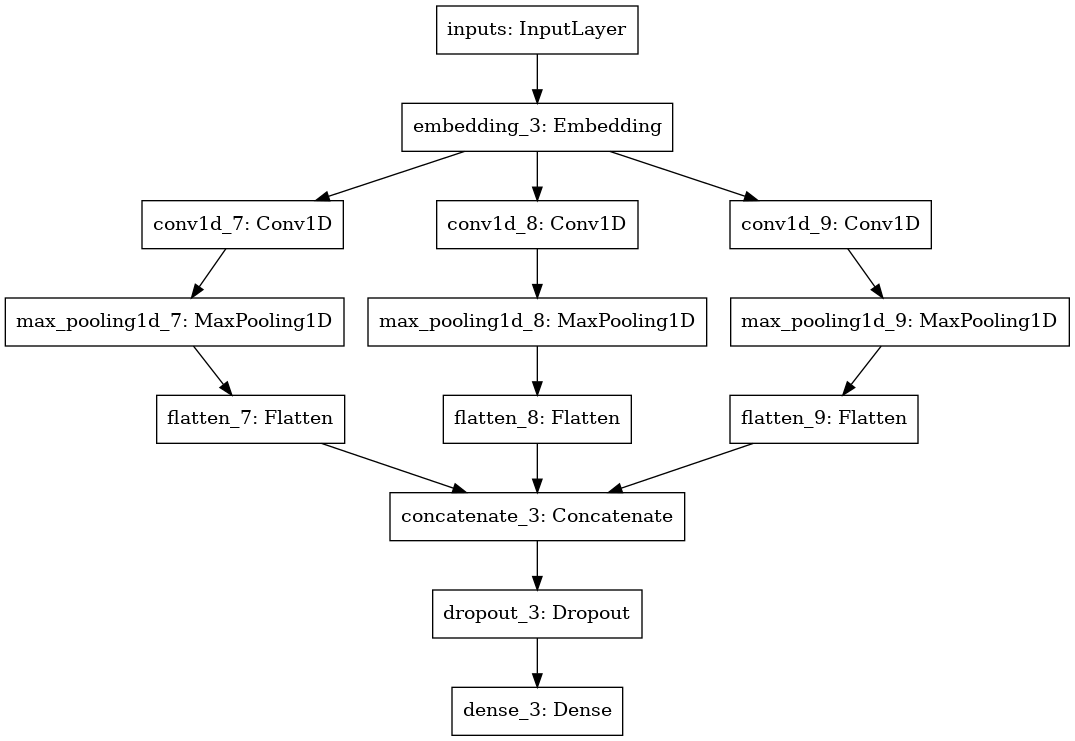 inputs: InputLayer
embedding_3: Embedding
conv1d_7: Conv1D
conv1d_8: Conv1D
conv1d_9: Conv1D
max_pooling1d_7: MaxPooling1D
max_pooling1d_8: MaxPooling1D
max_pooling1d_9: MaxPooling1D
flatten_7: Flatten
flatten_8: Flatten
flatten_9: Flatten
concatenate_3: Concatenate
dropout_3: Dropout
dense_3: Dense